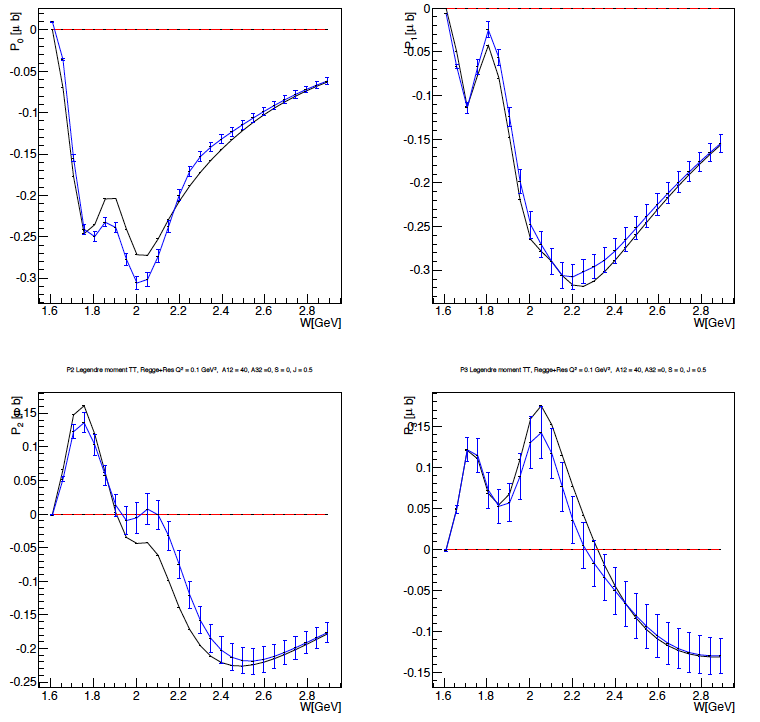 P0 [μ b]
0
-0.05
-0.1
-0.15
-0.2
-0.25
-0.3
1.6 1.8 2 2.2 2.4 2.6 2.8
W[GeV]
P1 [μ b]
0
-0.05
-0.1
-0.15
-0.2
-0.25
-0.3
1.6 1.8 2 2.2 2.4 2.6 2.8
W[GeV]
P2 Legendre moment TT, Regge+Res Q² = 0.1 GeV², A12 = 40, A32 =0, S = 0, J = 0.5
P2 [μ b]
0.15
0.1
0.05
0
-0.05
-0.1
-0.15
-0.2
-0.25
1.6 1.8 2 2.2 2.4 2.6 2.8
W[GeV]
P3 Legendre moment TT, Regge+Res Q² = 0.1 GeV², A12 = 40, A32 =0, S = 0, J = 0.5
P3 [μ b]
0.15
0.1
0.05
0
-0.05
-0.1
-0.15
1.6 1.8 2 2.2 2.4 2.6 2.8
W[GeV]